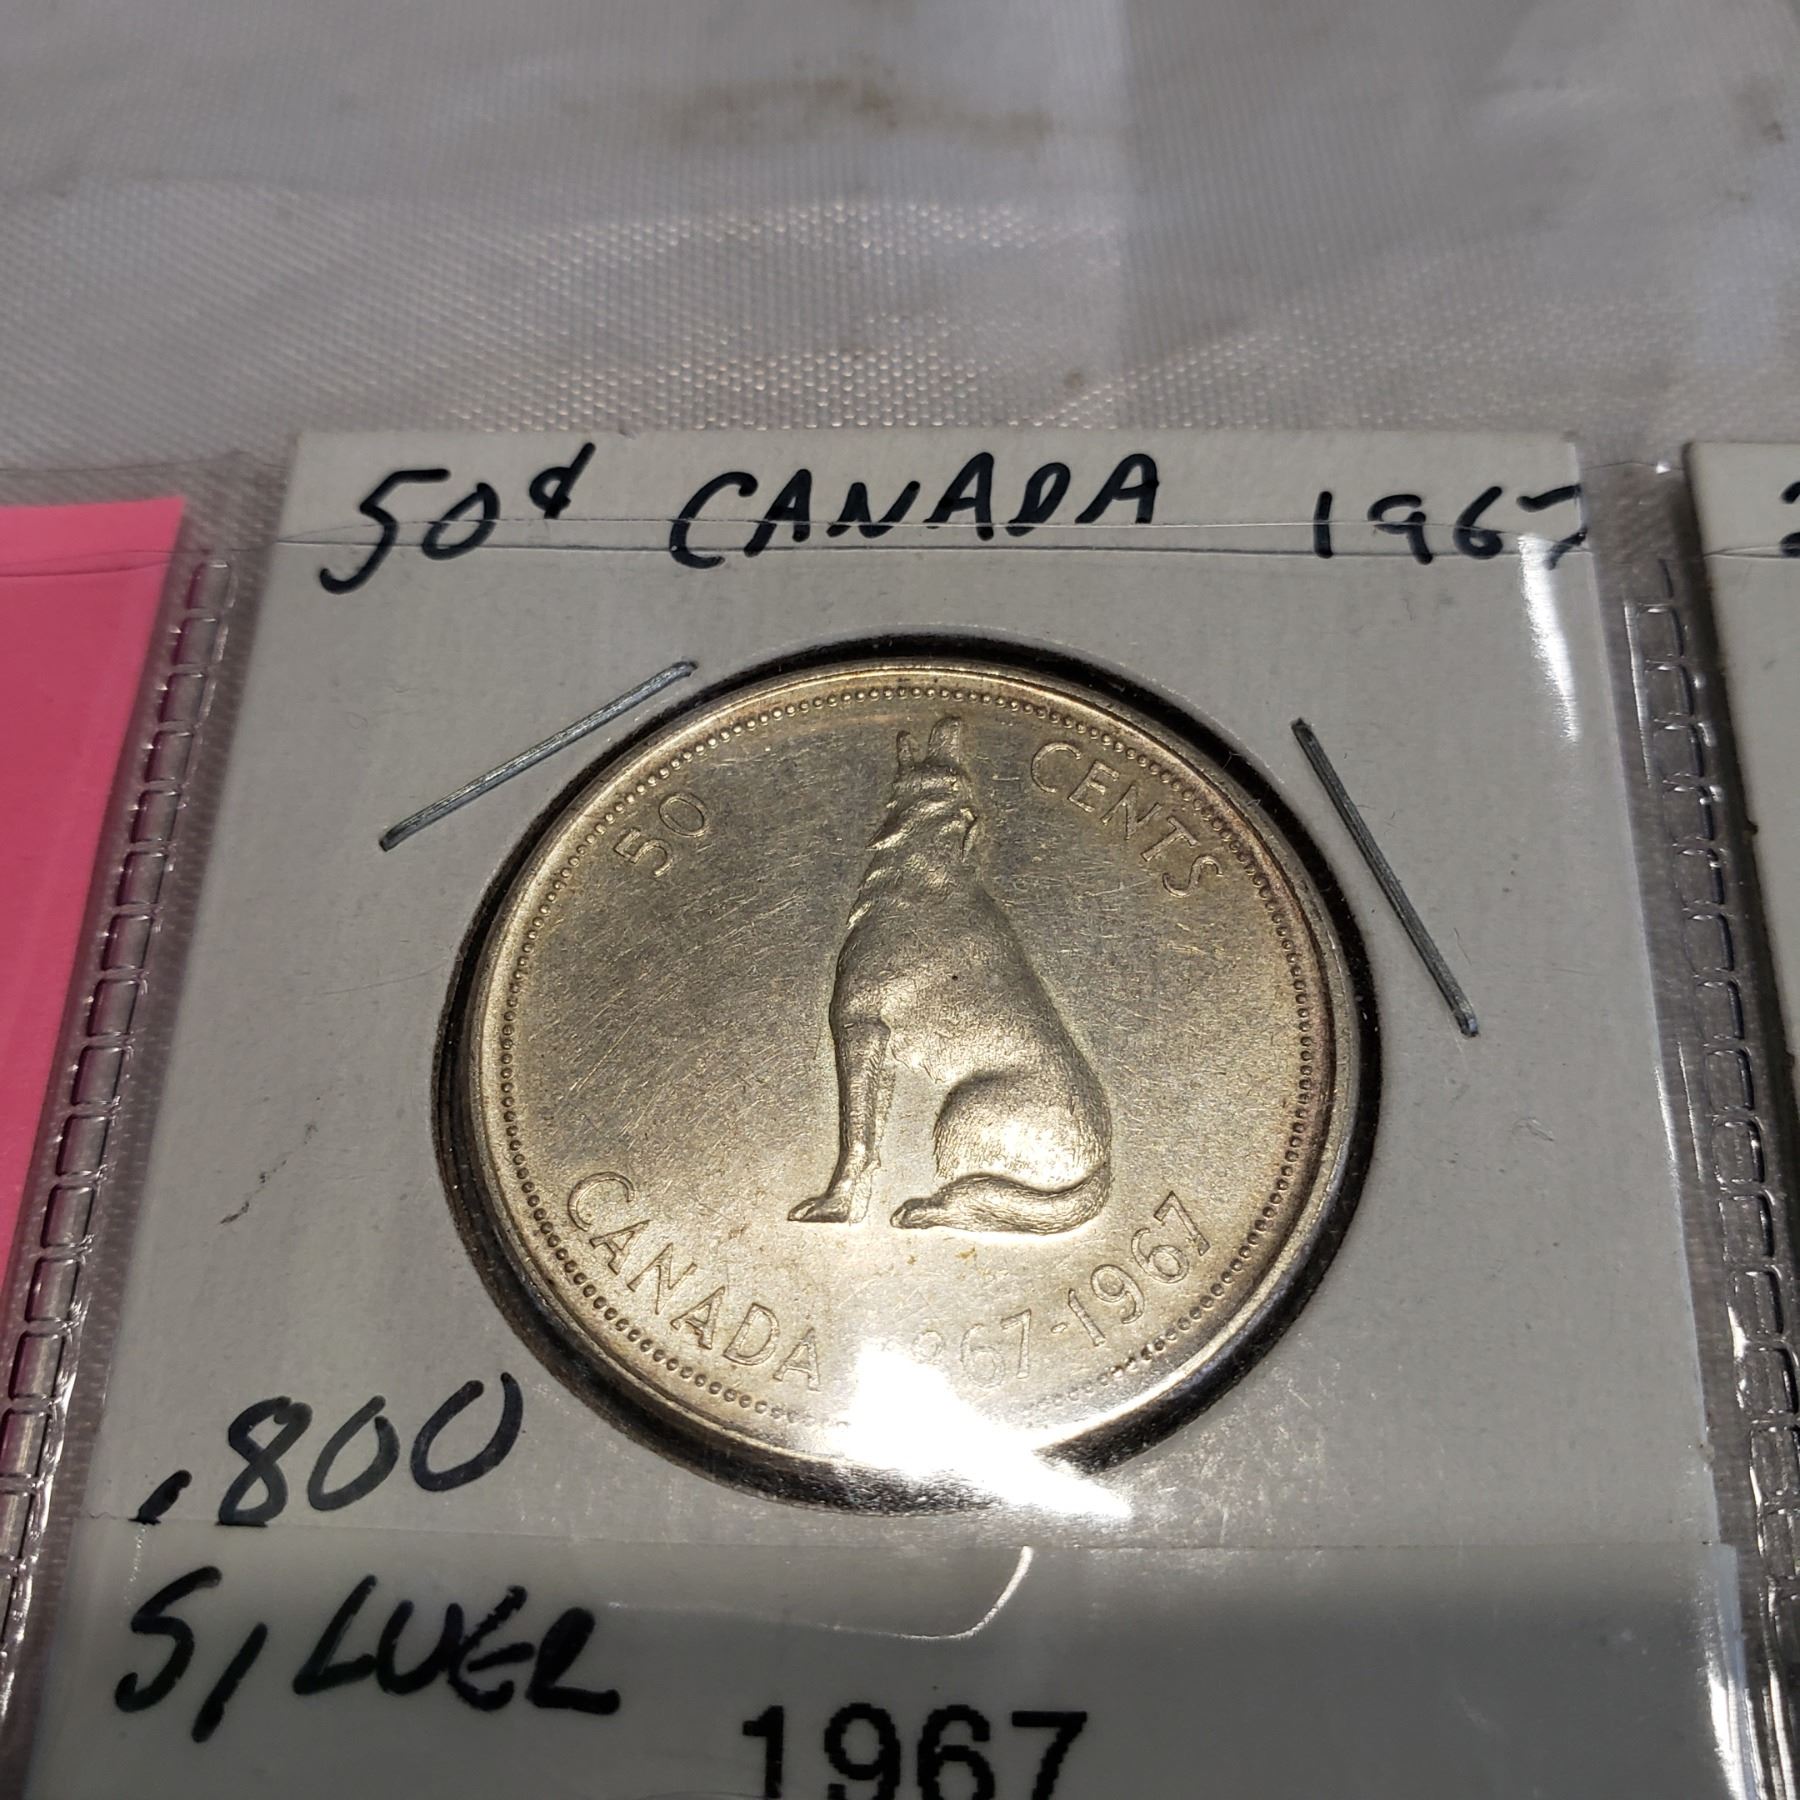 50¢ CANADA 1967
50 CENTS
CANADA 1867-1967
.800
SILVER
1967